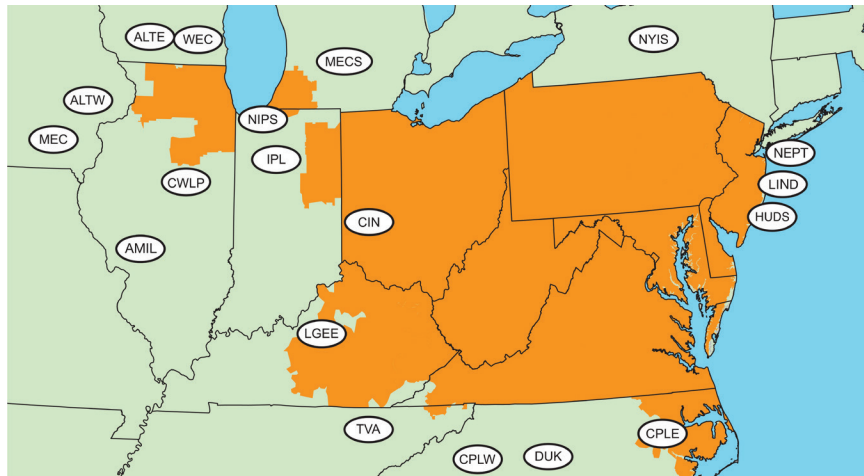 ALTE
WEC
NYIS
MECS
ALTW
NIPS
MEC
NEPT
IPL
CWLP
LIND
HUDS
CIN
AMIL
LGEE
TVA
CPLE
DUK
CPLW